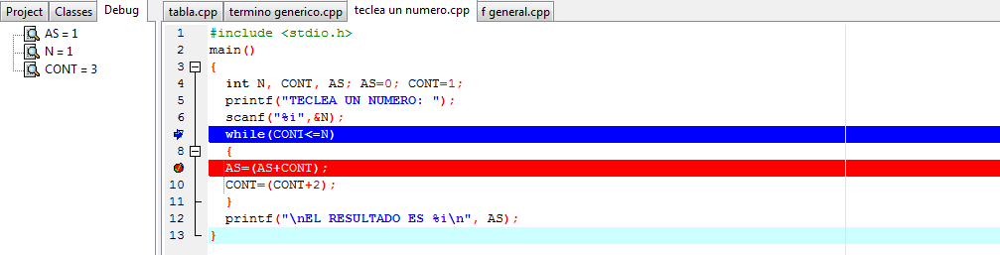 Project Classes Debug
AS = 1
N = 1
CONT = 3
tabla.cpp termino generico.cpp teclea un numero.cpp f general.cpp
1 #include <stdio.h>
2 main()
3 {
4 int N, CONT, AS; AS=0; CONT=1;
5 printf("TECLEA UN NUMERO: ");
6 scanf("%i",&N);
while(CONT<=N)
8 {
AS=(AS+CONT);
10 CONT=(CONT+2);
11 }
12 printf("\nEL RESULTADO ES %i\n", AS);
13 }